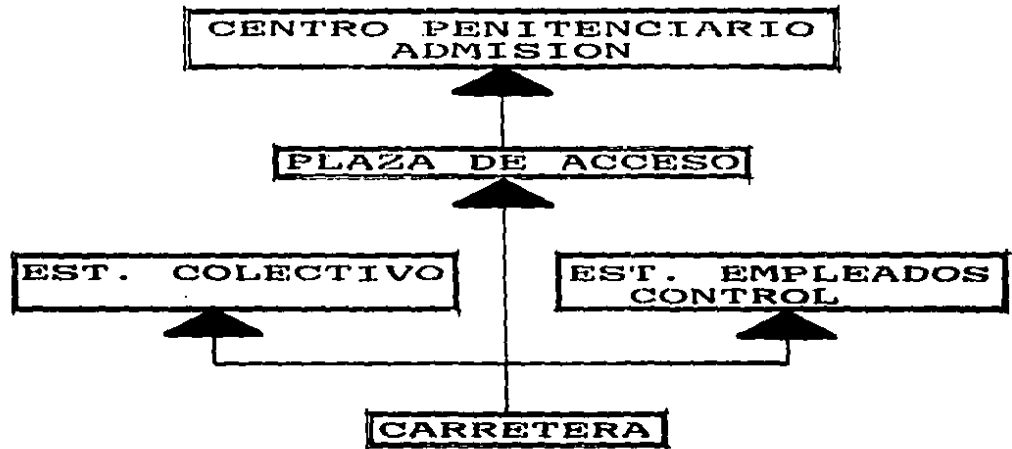 CENTRO PENITENCIARIO
ADMISION
PLAZA DE ACCESO
EST. COLECTIVO
EST. EMPLEADOS
CONTROL
CARRETERA